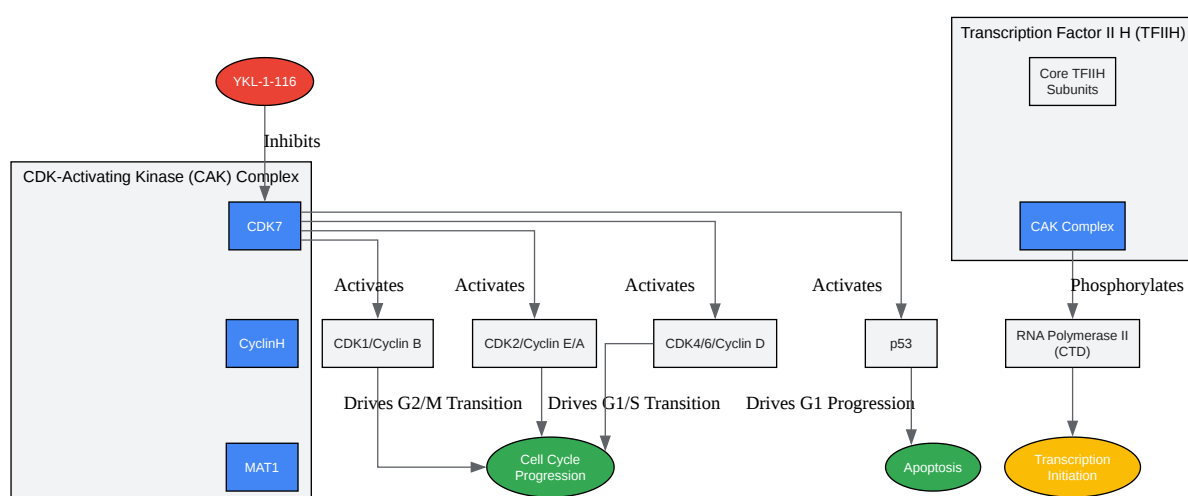 Transcription Factor II H (TFIIH)
Core TFIIH
Subunits
YKL-1-116
Inhibits
CDK-Activating Kinase (CAK) Complex
CDK7
CAK Complex
Activates
Activates
Activates
Activates
Phosphorylates
CyclinH
CDK1/Cyclin B
CDK2/Cyclin E/A
CDK4/6/Cyclin D
p53
RNA Polymerase II
(CTD)
Drives G2/M Transition
Drives G1/S Transition
Drives G1 Progression
MAT1
Cell Cycle
Progression
Apoptosis
Transcription
Initiation